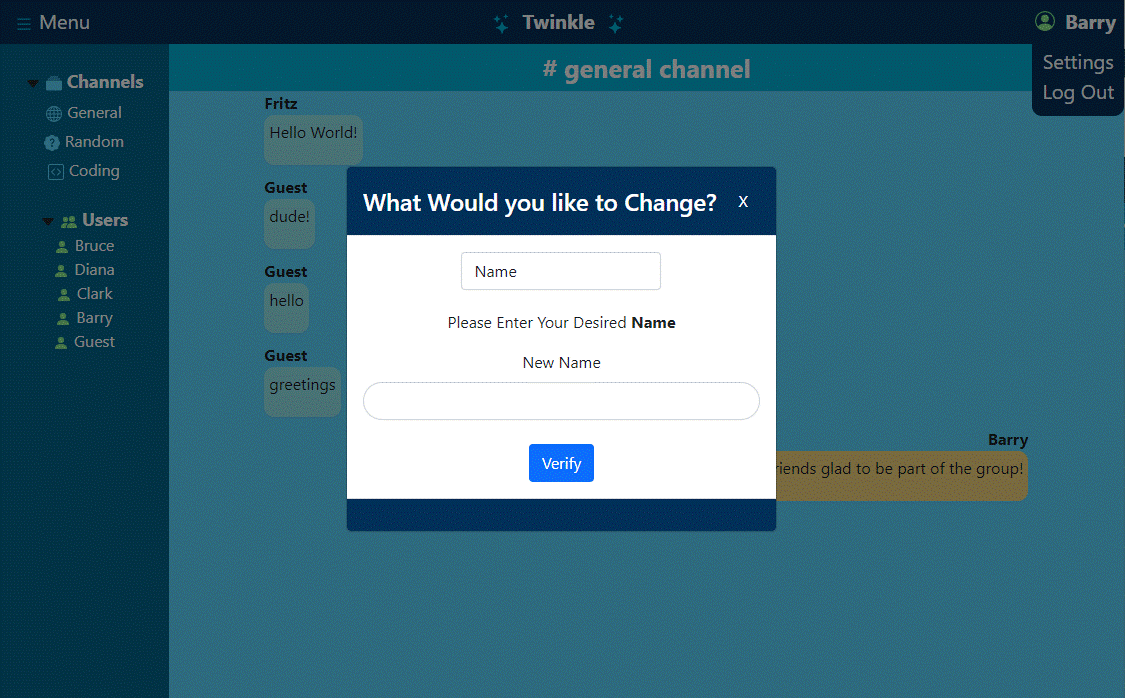 Menu
Twinkle
Barry
Settings
Log Out
Channels
General
Random
Coding
Users
Bruce
Diana
Clark
Barry
Guest
# general channel
Fritz
Hello World!
Guest
dude!
Guest
hello
Guest
greetings
Barry
riends glad to be part of the group!
What Would you like to Change?
X
Name
Please Enter Your Desired Name
New Name
Verify